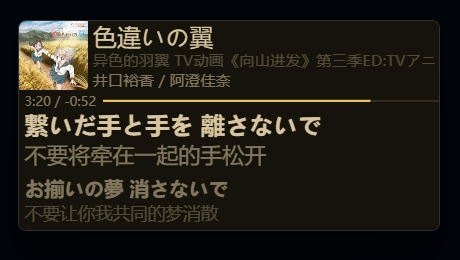 色違いの翼
异色的羽翼 TV动画《向山进发》第三季ED:TVアニ
井口裕香 / 阿澄佳奈
3:20 / -0:52
繋いだ手と手を 離さないで
不要将牵在一起的手松开
お揃いの夢 消さないで
不要让你我共同的梦消散